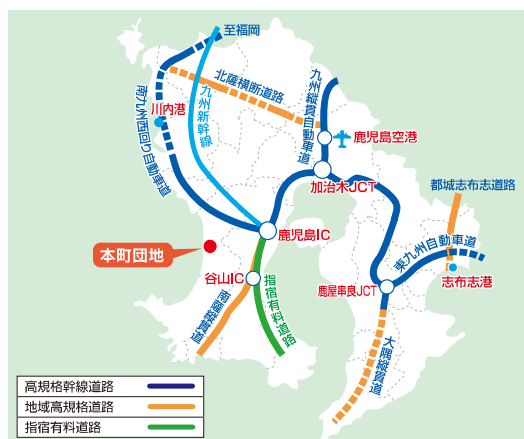 至福岡
北薩横断道路
九州新幹線
九州縦貫自動車道
川内港
南九州西回り自動車道
鹿児島空港
加治木JCT
都城志布志道路
鹿児島IC
本町団地
東九州自動車道
谷山IC
志布志港
鹿屋串良JCT
指宿有料道路
南薩縦貫道
大隅縦貫道
高規格幹線道路
地域高規格道路
指宿有料道路